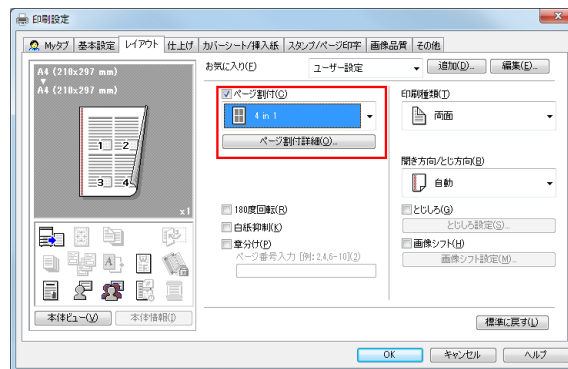 印刷設定
Myタブ 基本設定 レイアウト 仕上げ カバーシート/挿入紙 スタンプ/ページ印字 画像品質 その他
A4 (210x297 mm)
A4 (210x297 mm)
1 2
3 4
x1
本体ビュー(V) 本体情報(I)
お気に入り(F) ユーザー設定 追加(D)... 編集(E)...
ページ割付(C)
4 in 1
ページ割付詳細(O)...
180度回転(R)
白紙抑制(K)
章分け(P)
ページ番号入力 [例: 2,4,6-10](2)
印刷種類(T)
両面
開き方向/とじ方向(B)
自動
とじしろ(G)
とじしろ設定(S)...
画像シフト(H)
画像シフト設定(M)...
標準に戻す(L)
OK キャンセル ヘルプ